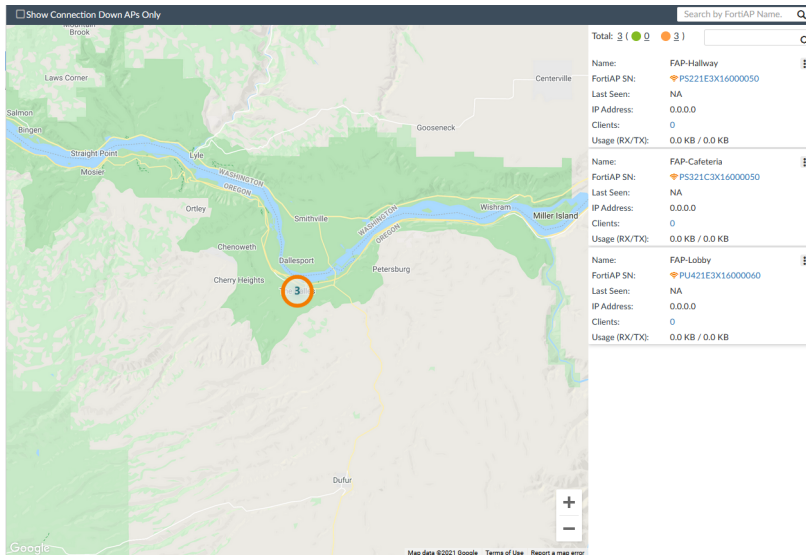 Show Connection Down APs Only
Search by FortiAP Name.
Total: 3 ( 0 3 )
Mountain
Brook
Laws Corner
Centerville
Salmon
Bingen
Gooseneck
Straight Point
Lyle
Mosier
WASHINGTON
OREGON
Ortley
Smithville
WASHINGTON
OREGON
Wishram
Miller Island
Chenoweth
Dallesport
Petersburg
Cherry Heights
3
Dufur
+
−
Google
Map data ©2021 Google Terms of Use Report a map error
Name: FAP-Hallway
FortiAP SN: PS221E3X16000050
Last Seen: NA
IP Address: 0.0.0.0
Clients: 0
Usage (RX/TX): 0.0 KB / 0.0 KB
Name: FAP-Cafeteria
FortiAP SN: PS321C3X16000050
Last Seen: NA
IP Address: 0.0.0.0
Clients: 0
Usage (RX/TX): 0.0 KB / 0.0 KB
Name: FAP-Lobby
FortiAP SN: PU421E3X16000060
Last Seen: NA
IP Address: 0.0.0.0
Clients: 0
Usage (RX/TX): 0.0 KB / 0.0 KB